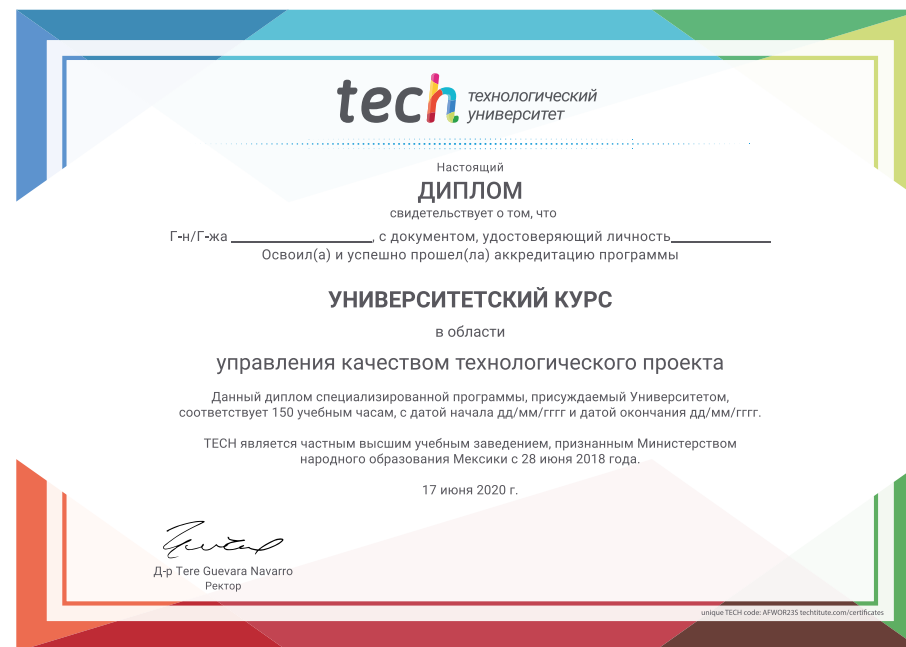 tech технологический
университет
Настоящий
ДИПЛОМ
свидетельствует о том, что
Г-н/Г-жа ____________________, с документом, удостоверяющий личность______________
Освоил(а) и успешно прошел(ла) аккредитацию программы
УНИВЕРСИТЕТСКИЙ КУРС
в области
управления качеством технологического проекта
Данный диплом специализированной программы, присуждаемый Университетом,
соответствует 150 учебным часам, с датой начала дд/мм/гггг и датой окончания дд/мм/гггг.
TECH является частным высшим учебным заведением, признанным Министерством
народного образования Мексики с 28 июня 2018 года.
17 июня 2020 г.
Д-р Tere Guevara Navarro
Ректор
unique TECH code: AFWOR23S techtitute.com/certificates